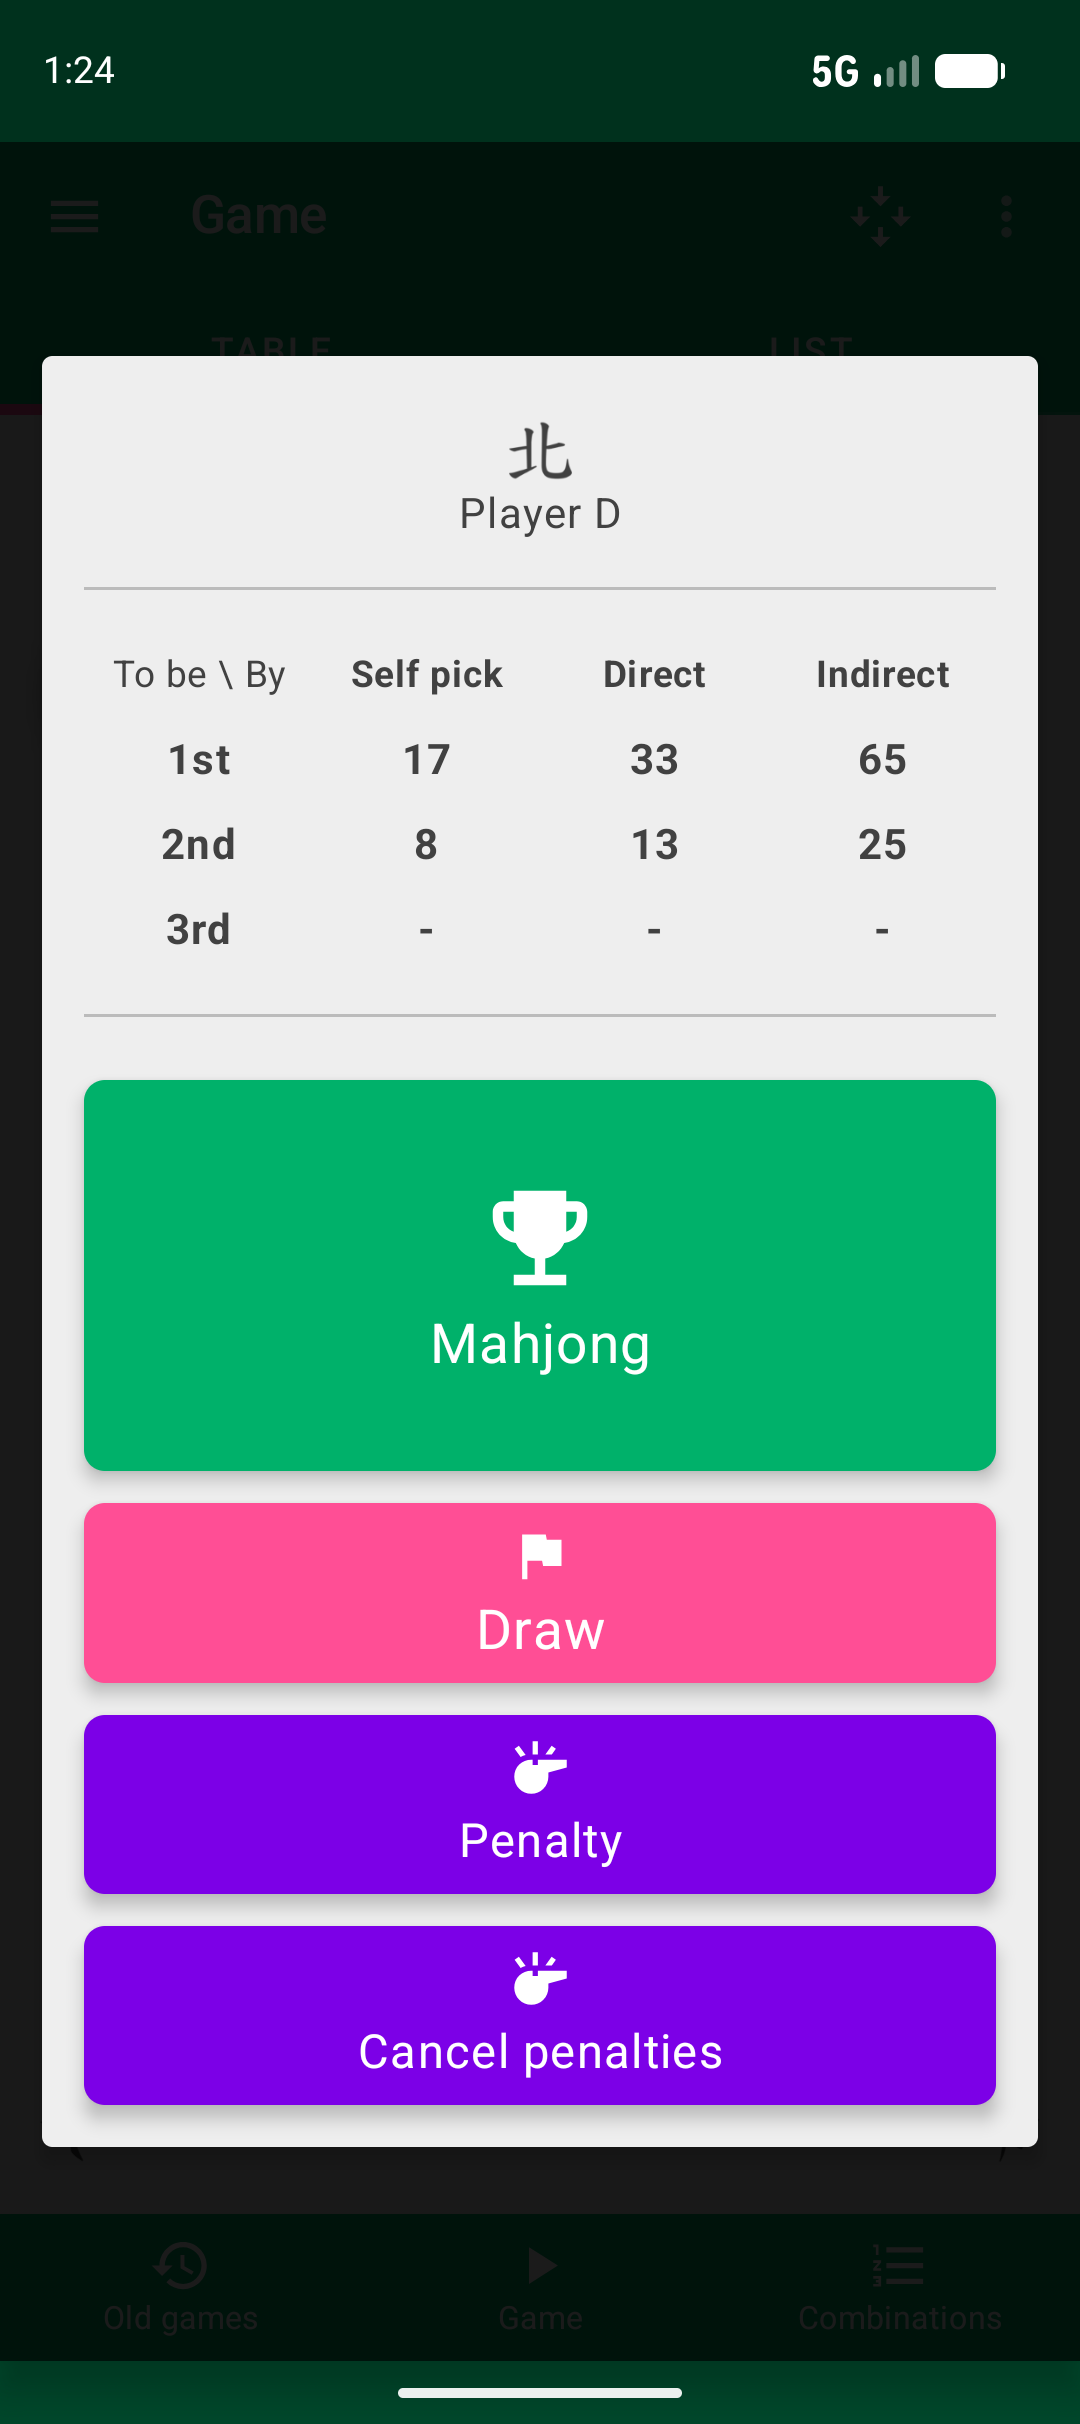 1:24
5G
Game
TABLE
LIST
北
Player D
To be \ By
Self pick
Direct
Indirect
1st
17
33
65
2nd
8
13
25
3rd
-
-
-
Mahjong
Draw
Penalty
Cancel penalties
Old games
Game
Combinations